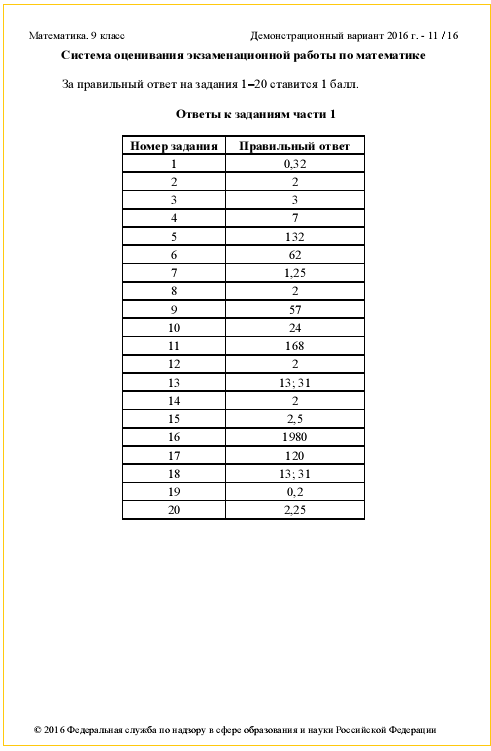 Математика. 9 класс Демонстрационный вариант 2016 г. - 11 / 16
Система оценивания экзаменационной работы по математике
За правильный ответ на задания 1–20 ставится 1 балл.
Ответы к заданиям части 1
Номер задания Правильный ответ
1 0,32
2 2
3 3
4 7
5 132
6 62
7 1,25
8 2
9 57
10 24
11 168
12 2
13 13; 31
14 2
15 2,5
16 1980
17 120
18 13; 31
19 0,2
20 2,25
© 2016 Федеральная служба по надзору в сфере образования и науки Российской Федерации